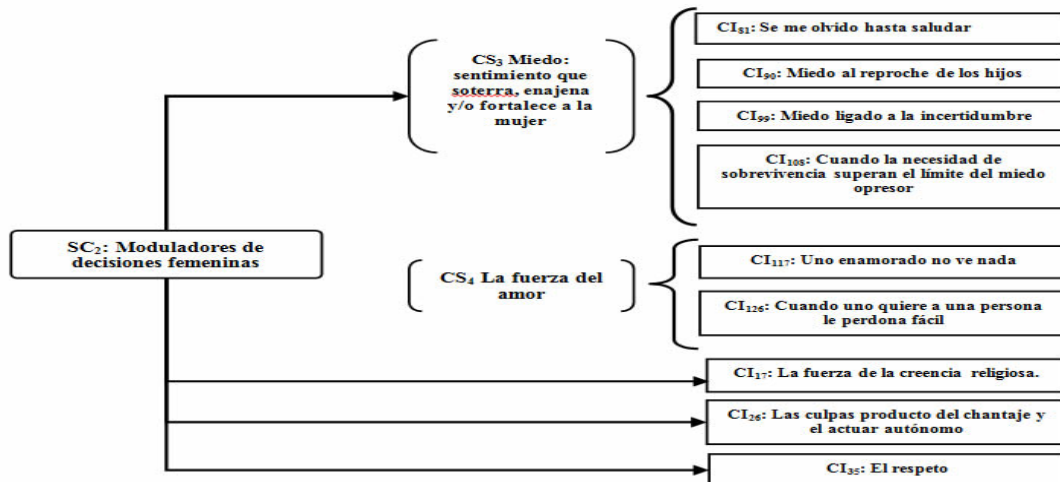 SC₂: Moduladores de
decisiones femeninas
CS₃ Miedo:
sentimiento que
soterra, enajena
y/o fortalece a la
mujer
CI₈₁: Se me olvido hasta saludar
CI₉₀: Miedo al reproche de los hijos
CI₉₉: Miedo ligado a la incertidumbre
CI₁₀₈: Cuando la necesidad de
sobrevivencia superan el límite del miedo
opresor
CS₄ La fuerza del
amor
CI₁₁₇: Uno enamorado no ve nada
CI₁₂₆: Cuando uno quiere a una persona
le perdona fácil
CI₁₇: La fuerza de la creencia religiosa.
CI₂₆: Las culpas producto del chantaje y
el actuar autónomo
CI₃₅: El respeto